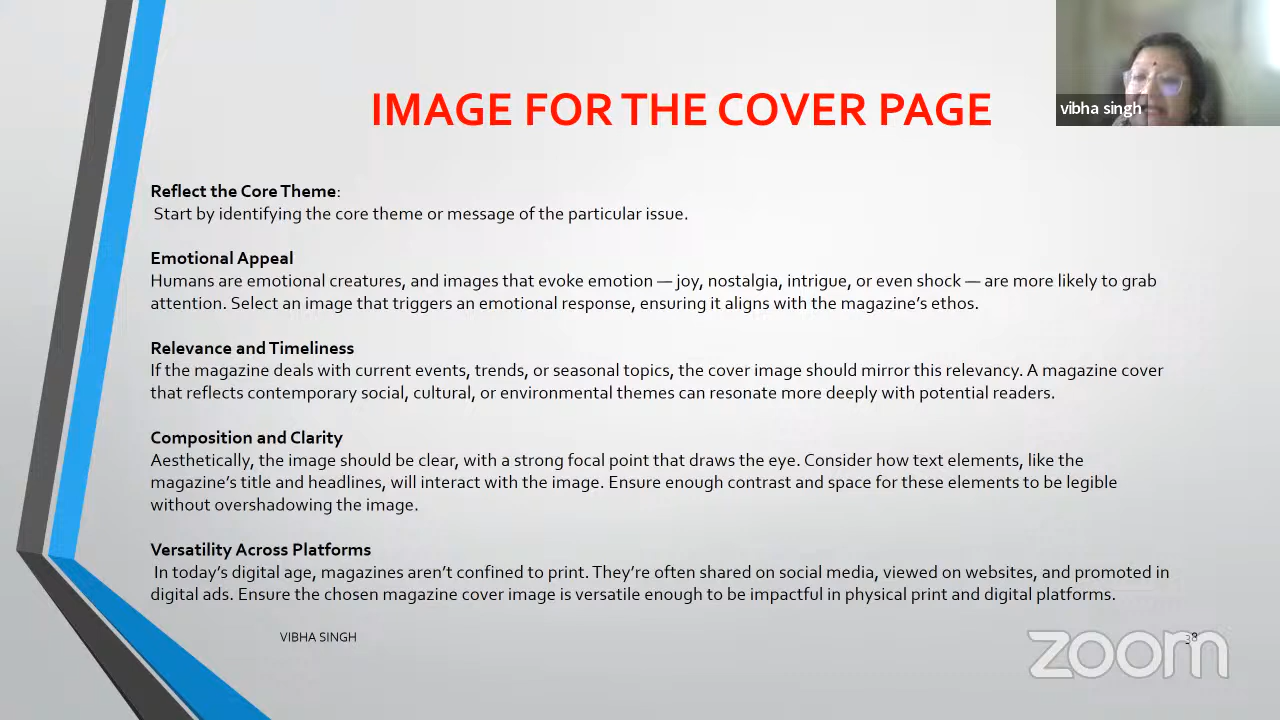 IMAGE FOR THE COVER PAGE
vibha singh
Reflect the Core Theme:
Start by identifying the core theme or message of the particular issue.
Emotional Appeal
Humans are emotional creatures, and images that evoke emotion — joy, nostalgia, intrigue, or even shock — are more likely to grab
attention. Select an image that triggers an emotional response, ensuring it aligns with the magazine’s ethos.
Relevance and Timeliness
If the magazine deals with current events, trends, or seasonal topics, the cover image should mirror this relevancy. A magazine cover
that reflects contemporary social, cultural, or environmental themes can resonate more deeply with potential readers.
Composition and Clarity
Aesthetically, the image should be clear, with a strong focal point that draws the eye. Consider how text elements, like the
magazine’s title and headlines, will interact with the image. Ensure enough contrast and space for these elements to be legible
without overshadowing the image.
Versatility Across Platforms
In today’s digital age, magazines aren’t confined to print. They’re often shared on social media, viewed on websites, and promoted in
digital ads. Ensure the chosen magazine cover image is versatile enough to be impactful in physical print and digital platforms.
VIBHA SINGH
38
zoom